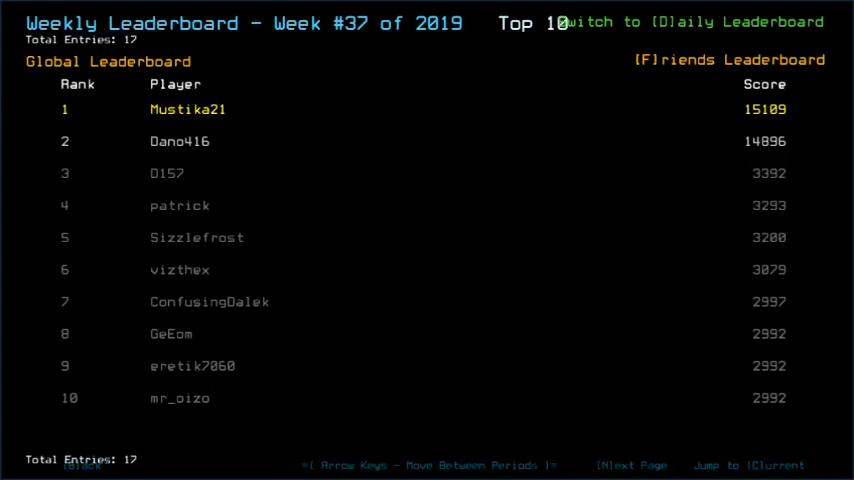 Weekly Leaderboard - Week #37 of 2019 Top 10 witch to [D]aily Leaderboard
Total Entries: 17
Global Leaderboard [F]riends Leaderboard
Rank Player Score
1 Mustika21 15109
2 Dano416 14896
3 D157 3392
4 patrick 3293
5 Sizzlefrost 3200
6 vizthex 3079
7 ConfusingDalek 2997
8 GeEom 2992
9 eretik7060 2992
10 mr_oizo 2992
Total Entries: 17
[B]ack =[ Arrow Keys - Move Between Periods ]= [N]ext Page Jump to [C]urrent